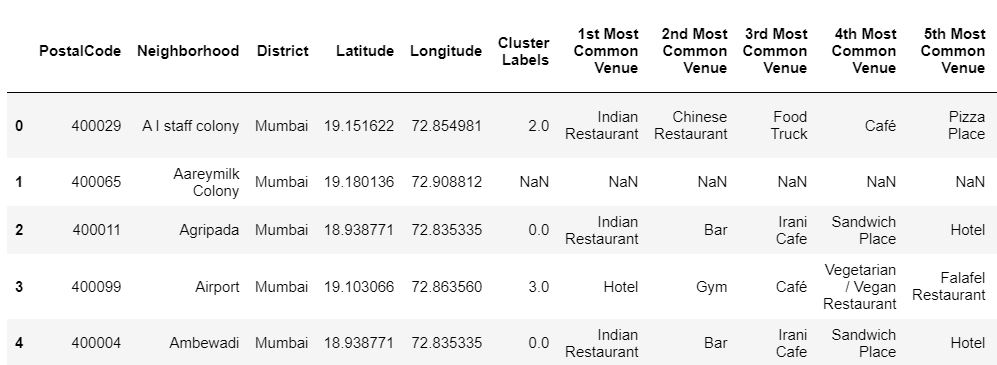 PostalCode Neighborhood District Latitude Longitude Cluster Labels 1st Most Common Venue 2nd Most Common Venue 3rd Most Common Venue 4th Most Common Venue 5th Most Common Venue
0 400029 A I staff colony Mumbai 19.151622 72.854981 2.0 Indian Restaurant Chinese Restaurant Food Truck Café Pizza Place
1 400065 Aareymilk Colony Mumbai 19.180136 72.908812 NaN NaN NaN NaN NaN NaN
2 400011 Agripada Mumbai 18.938771 72.835335 0.0 Indian Restaurant Bar Irani Cafe Sandwich Place Hotel
3 400099 Airport Mumbai 19.103066 72.863560 3.0 Hotel Gym Café Vegetarian / Vegan Restaurant Falafel Restaurant
4 400004 Ambewadi Mumbai 18.938771 72.835335 0.0 Indian Restaurant Bar Irani Cafe Sandwich Place Hotel